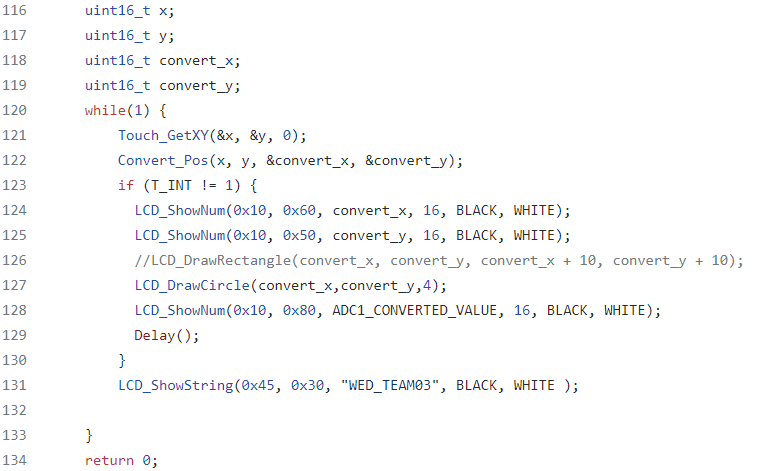 116 uint16_t x;
117 uint16_t y;
118 uint16_t convert_x;
119 uint16_t convert_y;
120 while(1) {
121 Touch_GetXY(&x, &y, 0);
122 Convert_Pos(x, y, &convert_x, &convert_y);
123 if (T_INT != 1) {
124 LCD_ShowNum(0x10, 0x60, convert_x, 16, BLACK, WHITE);
125 LCD_ShowNum(0x10, 0x50, convert_y, 16, BLACK, WHITE);
126 //LCD_DrawRectangle(convert_x, convert_y, convert_x + 10, convert_y + 10);
127 LCD_DrawCircle(convert_x,convert_y,4);
128 LCD_ShowNum(0x10, 0x80, ADC1_CONVERTED_VALUE, 16, BLACK, WHITE);
129 Delay();
130 }
131 LCD_ShowString(0x45, 0x30, "WED_TEAM03", BLACK, WHITE );
132
133 }
134 return 0;